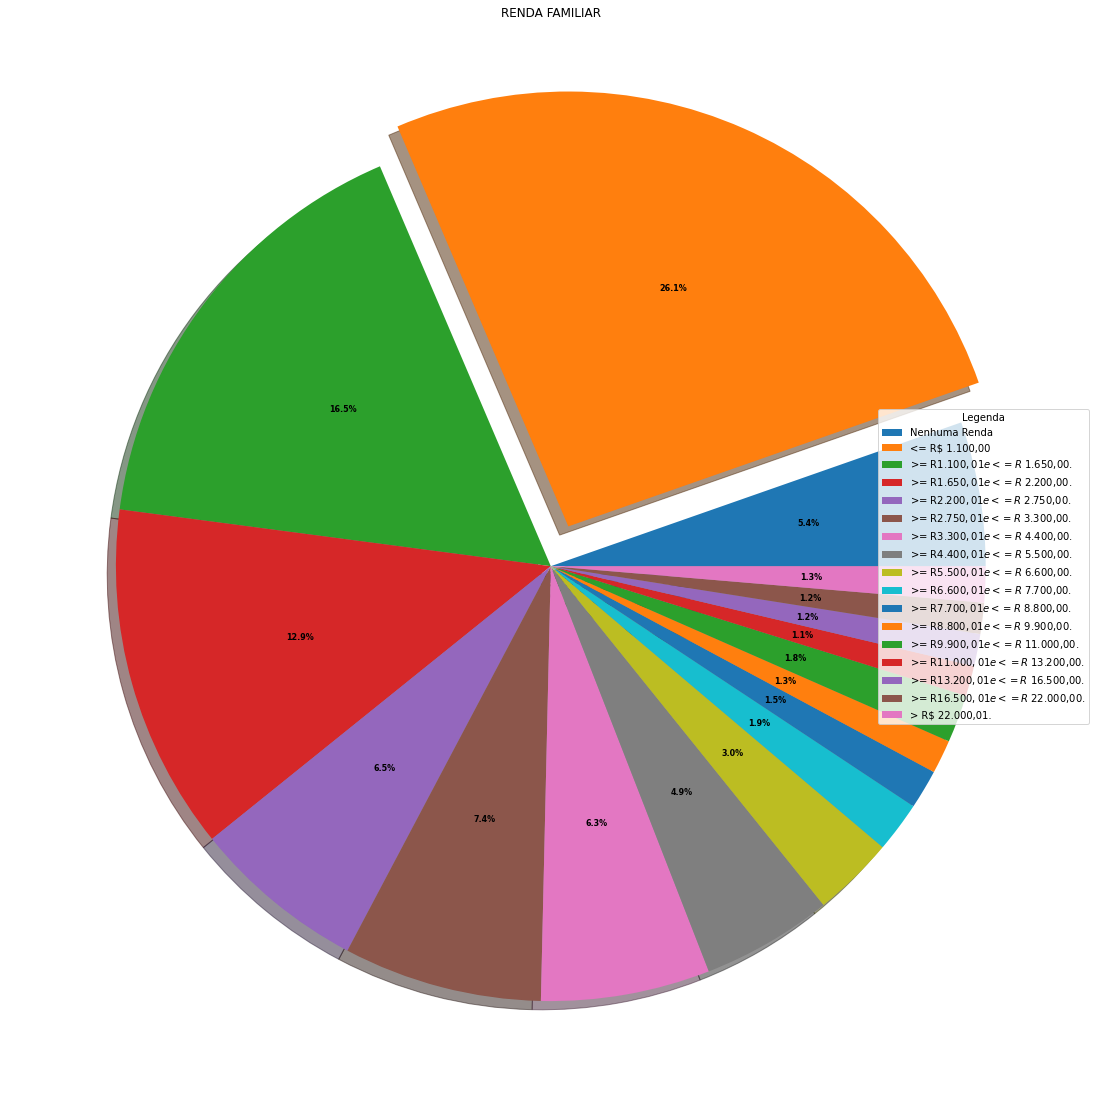 RENDA FAMILIAR
26.1%
16.5%
Legenda
Nenhuma Renda
<= R$ 1.100,00
>= R1.100,01e <= R 1.650,00.
>= R1.650,01e <= R 2.200,00.
>= R2.200,01e <= R 2.750,00.
>= R2.750,01e <= R 3.300,00.
>= R3.300,01e <= R 4.400,00.
>= R4.400,01e <= R 5.500,00.
>= R5.500,01e <= R 6.600,00.
>= R6.600,01e <= R 7.700,00.
>= R7.700,01e <= R 8.800,00.
>= R8.800,01e <= R 9.900,00.
>= R9.900,01e <= R 11.000,00.
>= R11.000,01e <= R 13.200,00.
>= R13.200,01e <= R 16.500,00.
>= R16.500,01e <= R 22.000,00.
> R$ 22.000,01.
5.4%
1.3%
1.2%
1.2%
1.1%
12.9%
1.8%
1.3%
1.5%
1.9%
3.0%
6.5%
4.9%
7.4%
6.3%